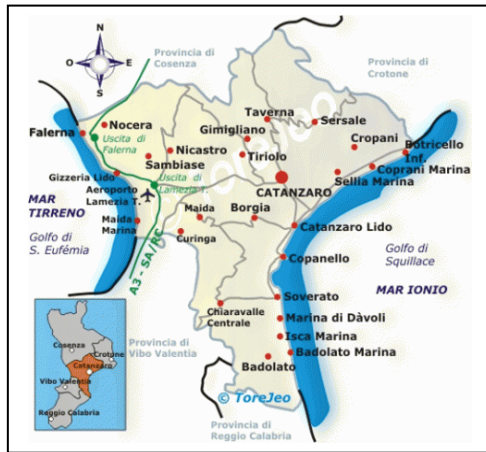 N
O E
S
Provincia di
Cosenza
Provincia di
Crotone
ToreJeo
Taverna
Sersale
Falerna
Nocera
Uscita di
Falerna
Gimigliano
Cropani
Nicastro
Tiriolo
Botricello
Inf.
Sambiase
Copranì Marina
Gizzeria Lido
Uscita di
Lamezia T.
Sellia Marina
CATANZARO
Aeroporto
Lamezia T.
MAR
TIRRENO
Maida
Borgia
Maida
Marina
Catanzaro Lido
Golfo di
S. Eufémia
Curinga
Golfo di
Squillace
A3 - SA/RC
Copanello
MAR IONIO
Soverato
Chiaravalle
Centrale
Marina di Dàvoli
Provincia di
Vibo Valentia
Isca Marina
Badolato Marina
Badolato
Cosenza
Crotone
Catanzaro
Vibo Valentia
Reggio Calabria
© ToreJeo
Provincia di
Reggio Calabria